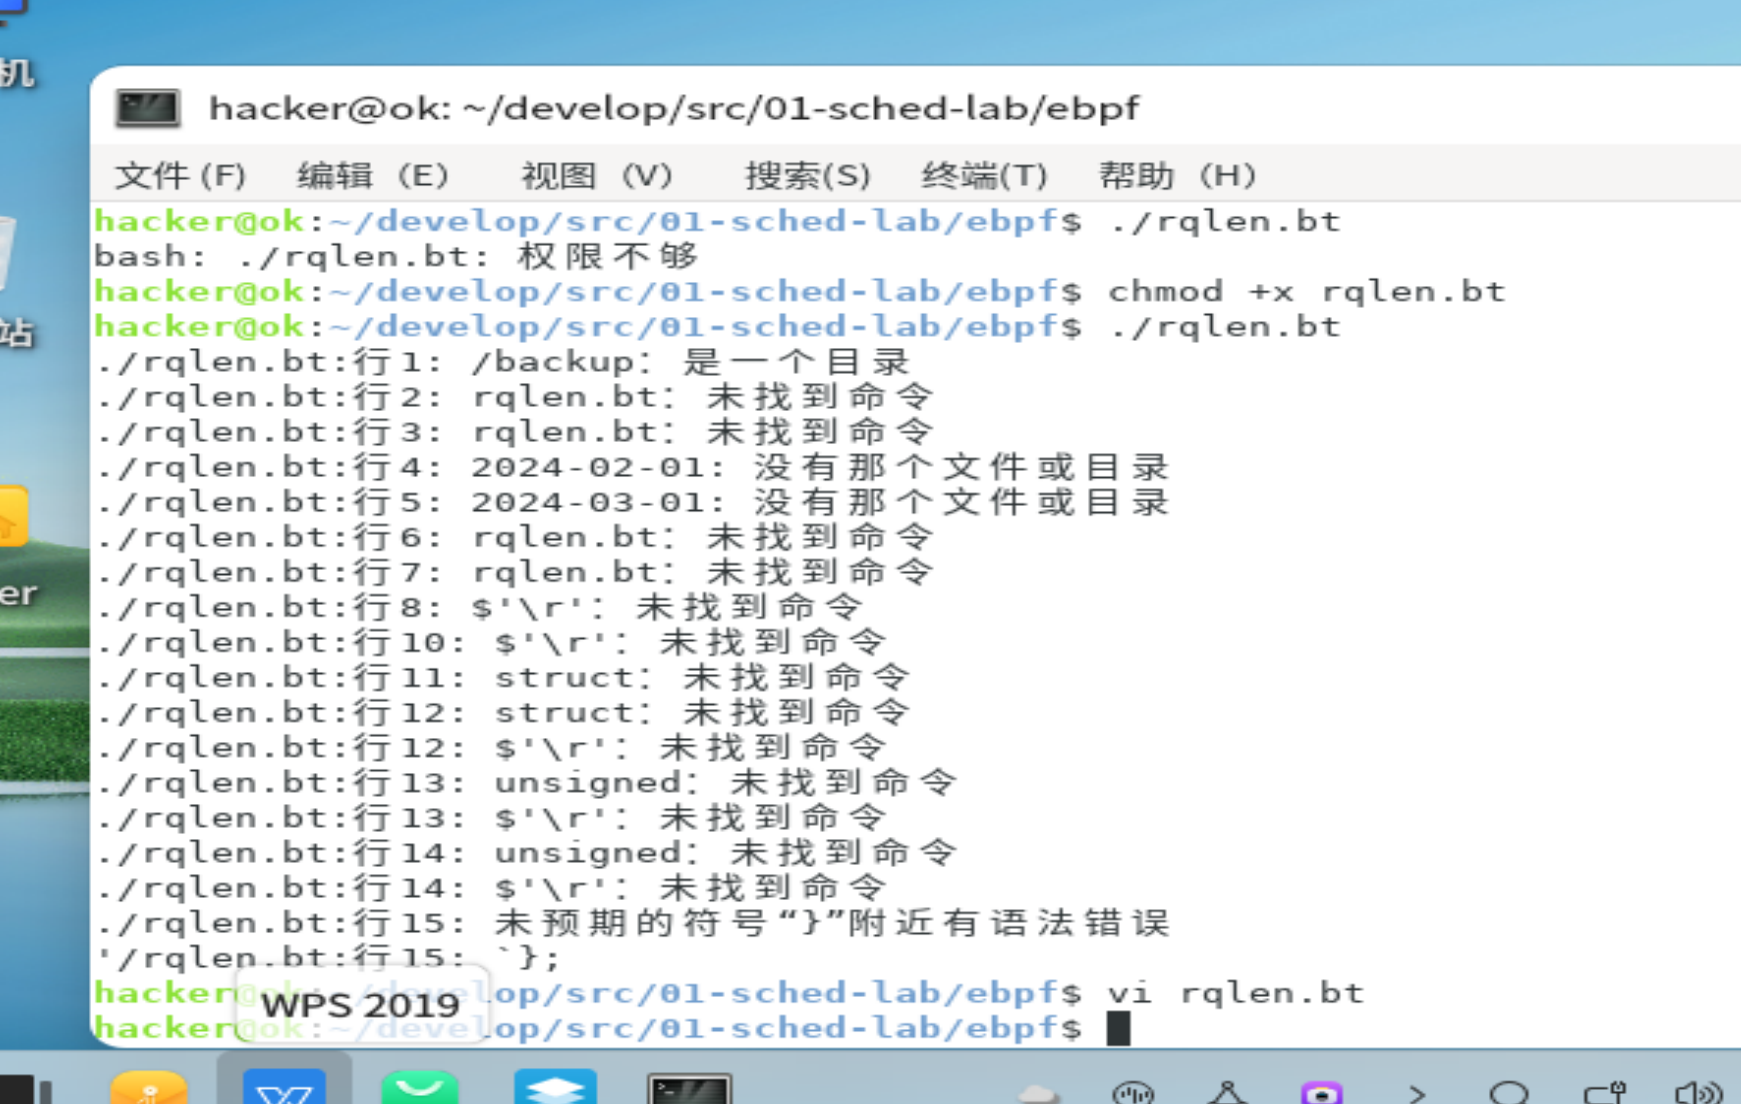 机
hacker@ok: ~/develop/src/01-sched-lab/ebpf
文件(F) 编辑 (E) 视图 (V) 搜索(S) 终端(T) 帮助 (H)
hacker@ok:~/develop/src/01-sched-lab/ebpf$ ./rqlen.bt
bash: ./rqlen.bt: 权限不够
hacker@ok:~/develop/src/01-sched-lab/ebpf$ chmod +x rqlen.bt
hacker@ok:~/develop/src/01-sched-lab/ebpf$ ./rqlen.bt
站
./rqlen.bt:行1: /backup: 是一个目录
./rqlen.bt:行2: rqlen.bt: 未找到命令
./rqlen.bt:行3: rqlen.bt: 未找到命令
./rqlen.bt:行4: 2024-02-01: 没有那个文件或目录
./rqlen.bt:行5: 2024-03-01: 没有那个文件或目录
./rqlen.bt:行6: rqlen.bt: 未找到命令
./rqlen.bt:行7: rqlen.bt: 未找到命令
er
./rqlen.bt:行8: $'\r': 未找到命令
./rqlen.bt:行10: $'\r': 未找到命令
./rqlen.bt:行11: struct: 未找到命令
./rqlen.bt:行12: struct: 未找到命令
./rqlen.bt:行12: $'\r': 未找到命令
./rqlen.bt:行13: unsigned: 未找到命令
./rqlen.bt:行13: $'\r': 未找到命令
./rqlen.bt:行14: unsigned: 未找到命令
./rqlen.bt:行14: $'\r': 未找到命令
./rqlen.bt:行15: 未预期的符号“}”附近有语法错误
'/rqlen.bt:行15: `};
hacker@ok:~/develop/src/01-sched-lab/ebpf$ vi rqlen.bt
WPS 2019
hacker@ok:~/develop/src/01-sched-lab/ebpf$